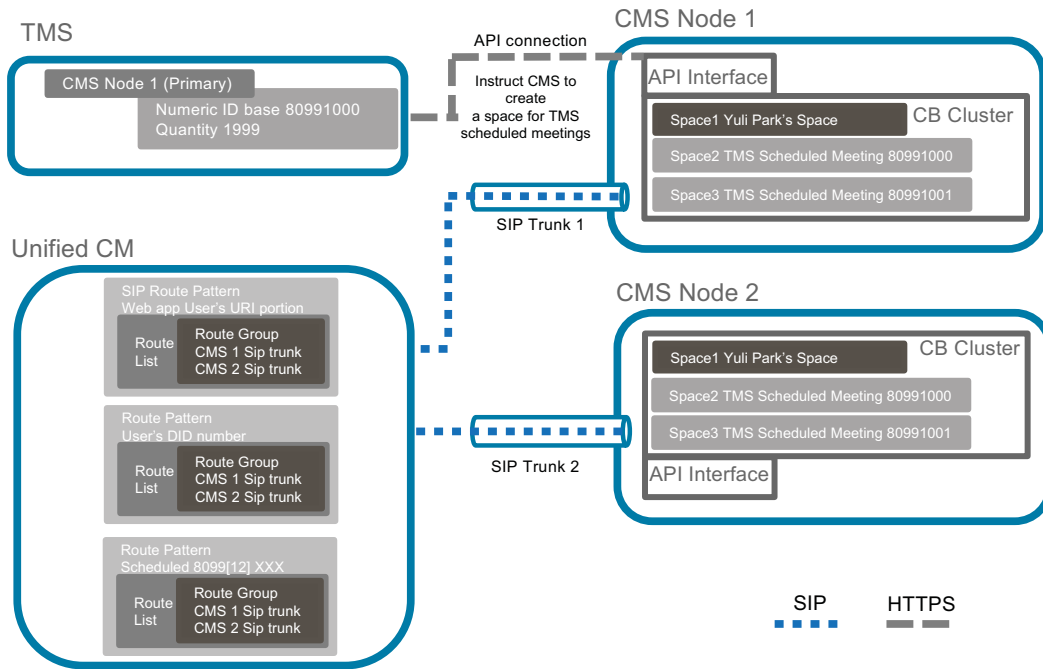 TMS
CMS Node 1 (Primary)
Numeric ID base 80991000
Quantity 1999
API connection
Instruct CMS to
create
a space for TMS
scheduled meetings
CMS Node 1
API Interface
CB Cluster
Space1 Yuli Park's Space
Space2 TMS Scheduled Meeting 80991000
Space3 TMS Scheduled Meeting 80991001
SIP Trunk 1
Unified CM
SIP Route Pattern
Web app User's URI portion
Route
List
Route Group
CMS 1 Sip trunk
CMS 2 Sip trunk
Route Pattern
User's DID number
Route
List
Route Group
CMS 1 Sip trunk
CMS 2 Sip trunk
Route Pattern
Scheduled 8099[12] XXX
Route
List
Route Group
CMS 1 Sip trunk
CMS 2 Sip trunk
SIP Trunk 2
CMS Node 2
CB Cluster
Space1 Yuli Park's Space
Space2 TMS Scheduled Meeting 80991000
Space3 TMS Scheduled Meeting 80991001
API Interface
SIP
HTTPS